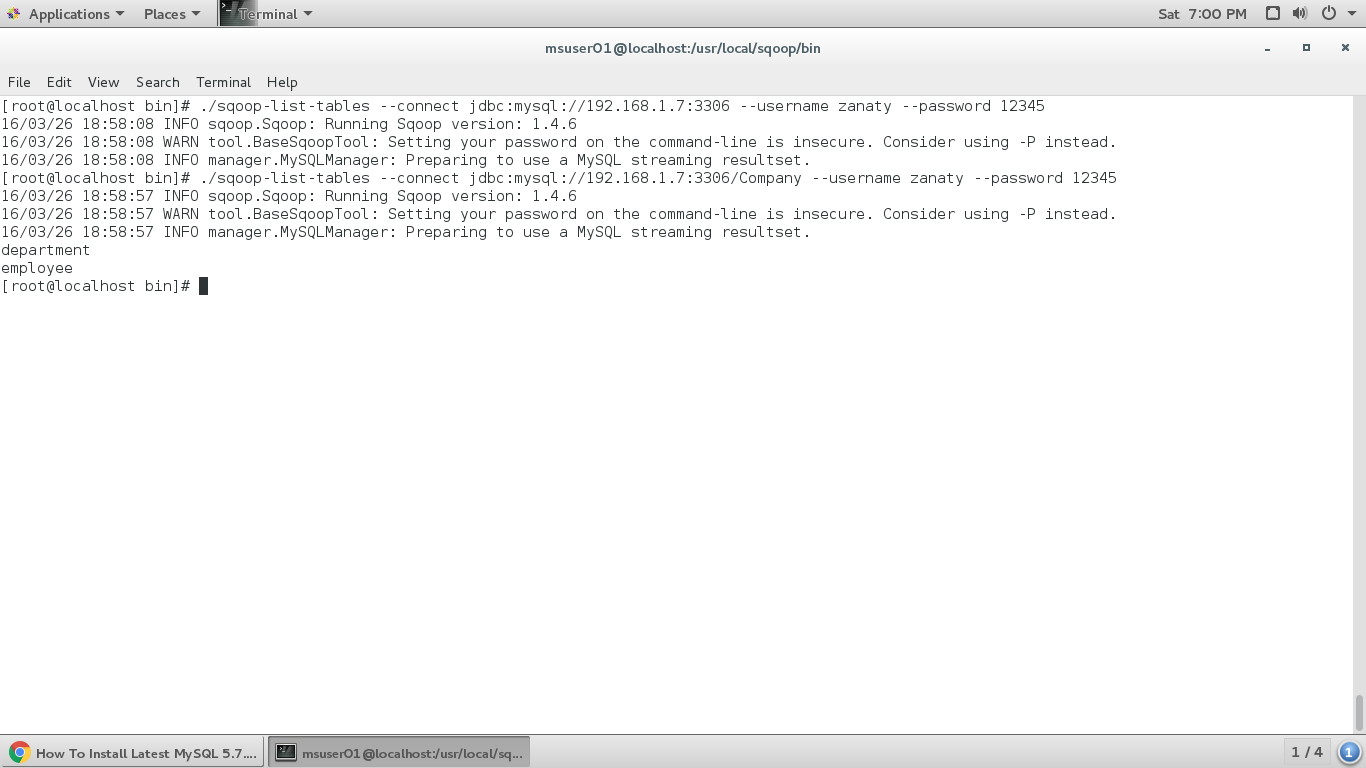 Applications Places Terminal Sat 7:00 PM
msuser01@localhost:/usr/local/sqoop/bin
File Edit View Search Terminal Help
[root@localhost bin]# ./sqoop-list-tables --connect jdbc:mysql://192.168.1.7:3306 --username zanaty --password 12345
16/03/26 18:58:08 INFO sqoop.Sqoop: Running Sqoop version: 1.4.6
16/03/26 18:58:08 WARN tool.BaseSqoopTool: Setting your password on the command-line is insecure. Consider using -P instead.
16/03/26 18:58:08 INFO manager.MySQLManager: Preparing to use a MySQL streaming resultset.
[root@localhost bin]# ./sqoop-list-tables --connect jdbc:mysql://192.168.1.7:3306/Company --username zanaty --password 12345
16/03/26 18:58:57 INFO sqoop.Sqoop: Running Sqoop version: 1.4.6
16/03/26 18:58:57 WARN tool.BaseSqoopTool: Setting your password on the command-line is insecure. Consider using -P instead.
16/03/26 18:58:57 INFO manager.MySQLManager: Preparing to use a MySQL streaming resultset.
department
employee
[root@localhost bin]#
How To Install Latest MySQL 5.7.... msuser01@localhost:/usr/local/sq... 1 / 4 1